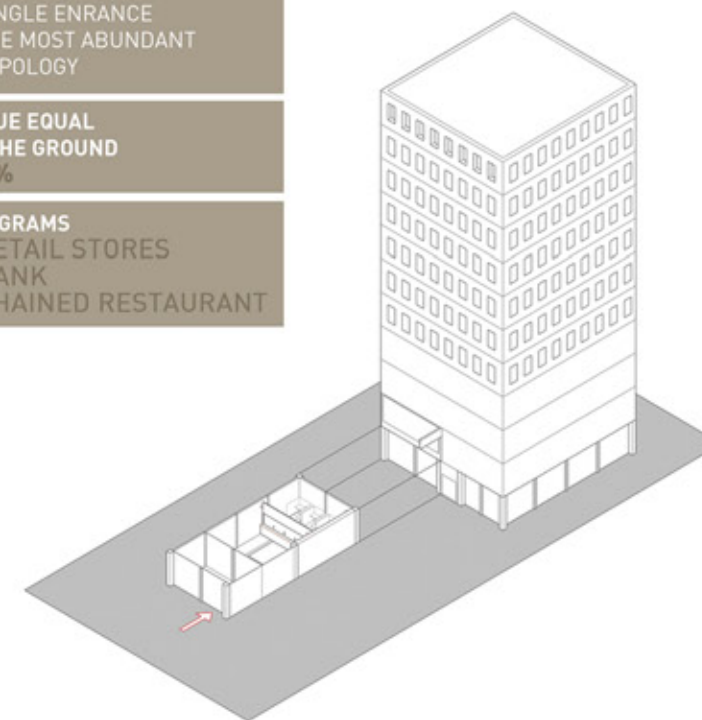 NGLE ENRANCE
E MOST ABUNDANT
POLOGY
UE EQUAL
HE GROUND
%
GRAMS
ETAIL STORES
ANK
HAINED RESTAURANT